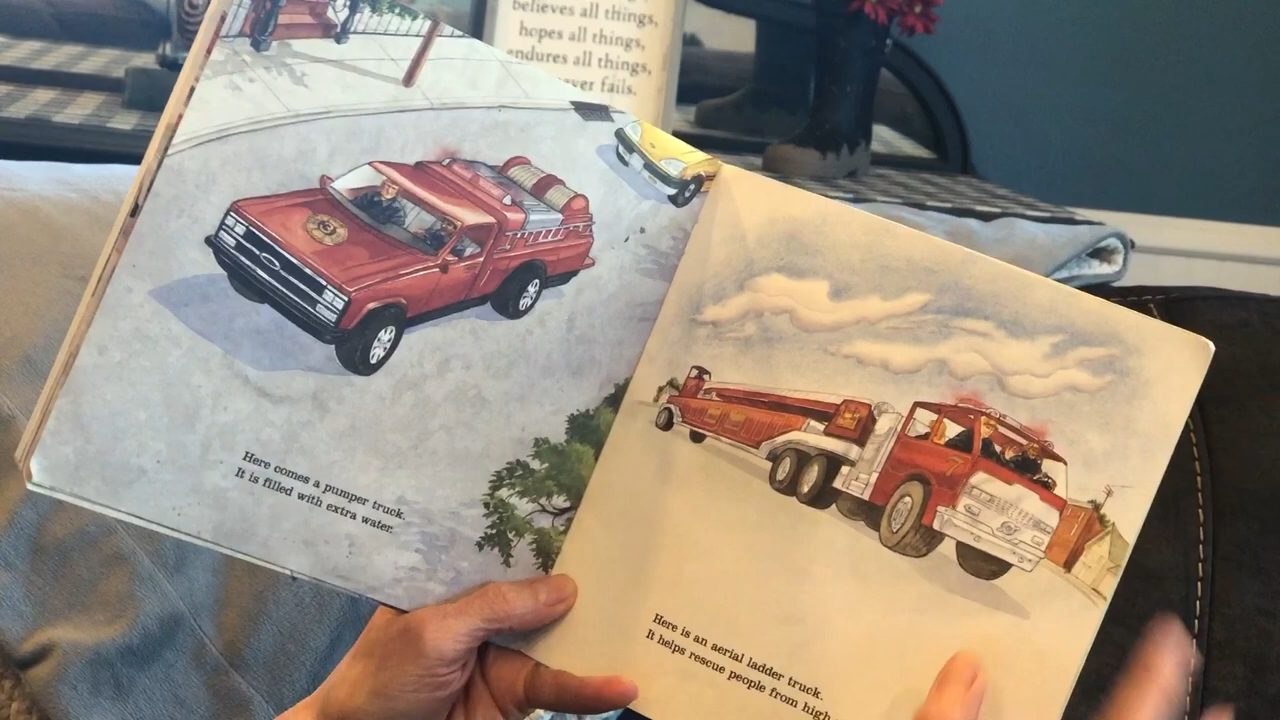 believes all things,
hopes all things,
endures all things,
ver fails.
Here comes a pumper truck.
It is filled with extra water.
Here is an aerial ladder truck.
It helps rescue people from high